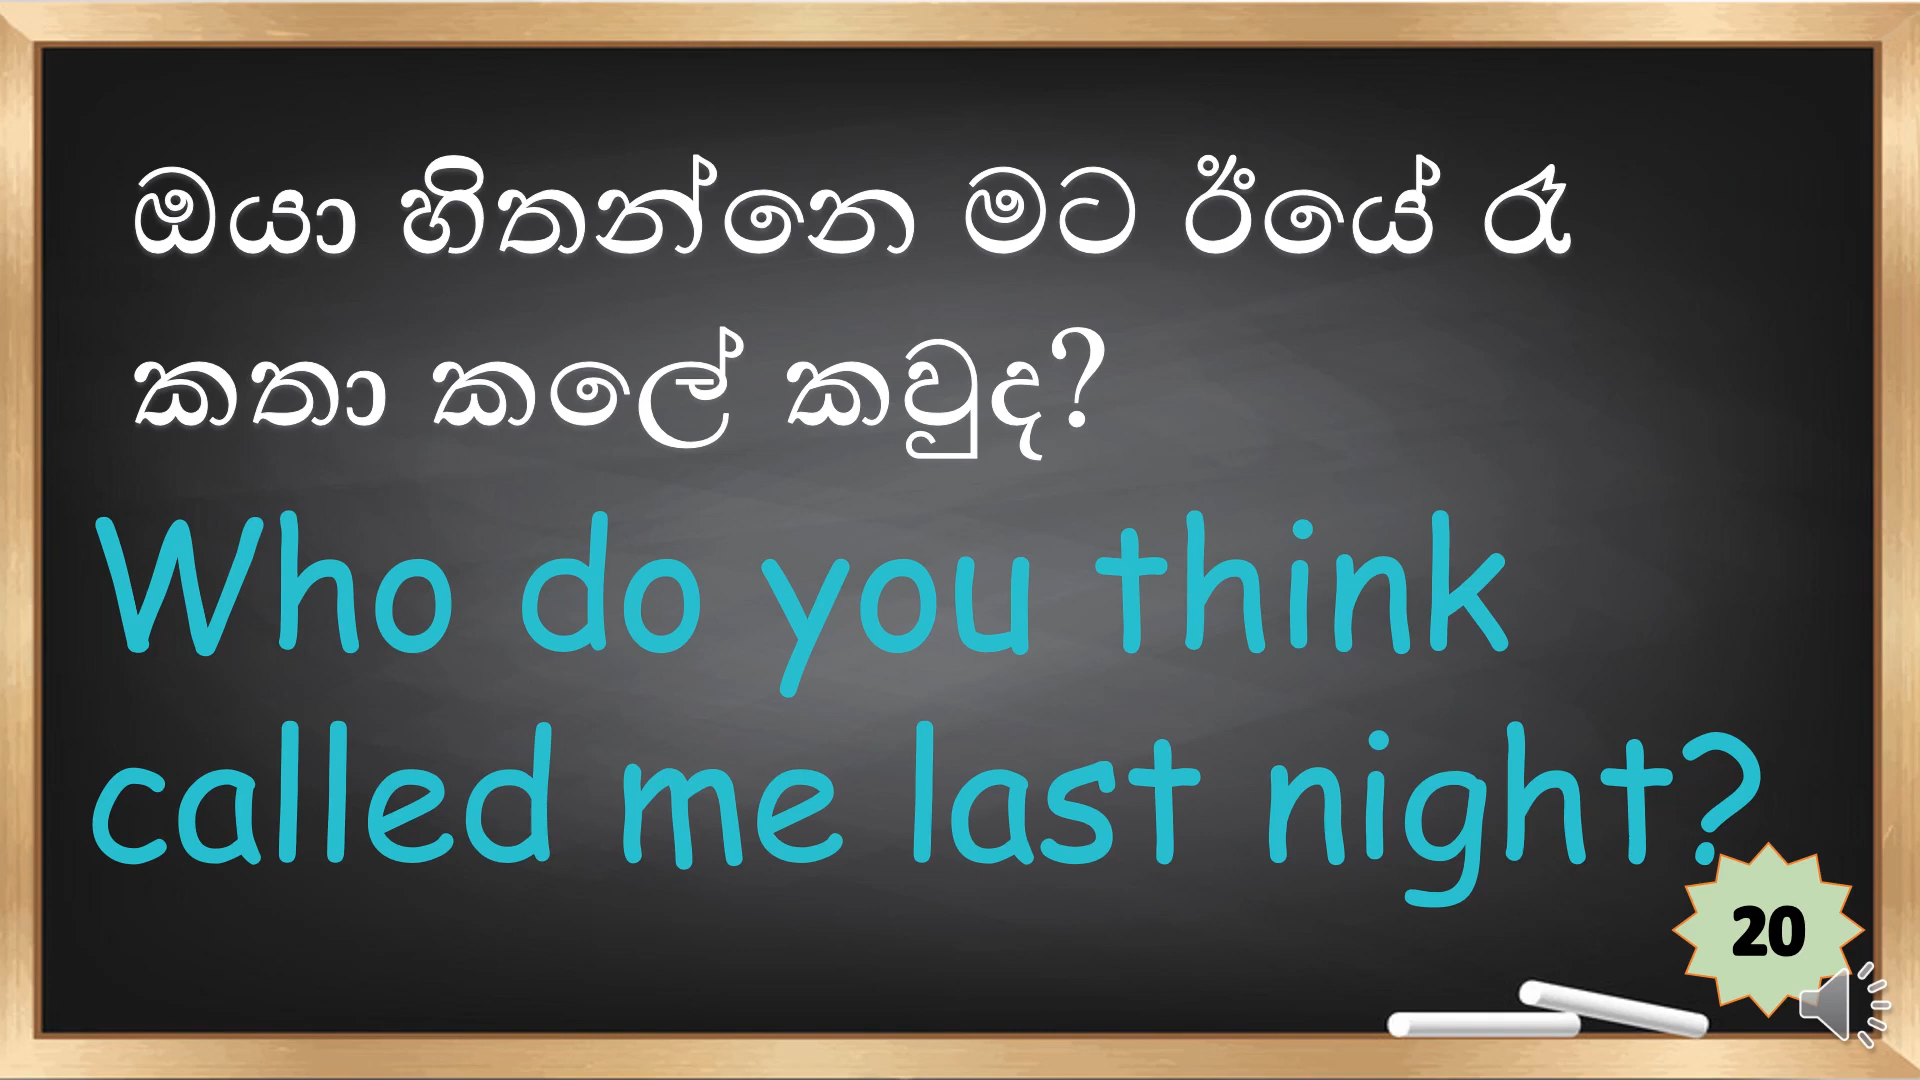 ඔයා හිතන්නෙ මට ඊයේ රෑ
කතා කලේ කවුද?
Who do you think
called me last night?
20